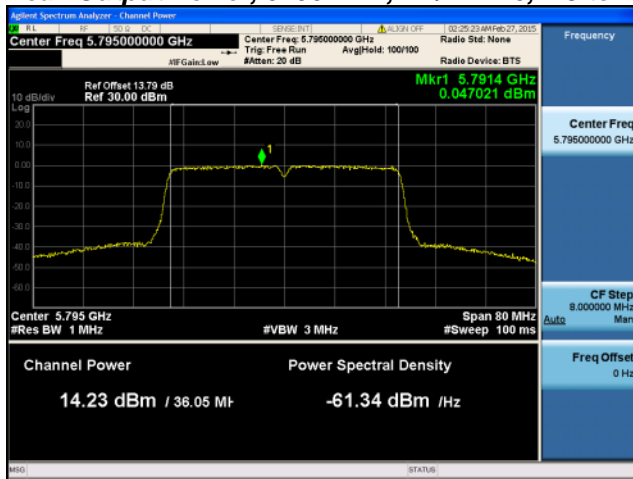 Agilent Spectrum Analyzer - Channel Power
RL RF 50 Ω DC SENSE:INT ALIGN OFF 02:25:23 AM Feb 27, 2015
Center Freq 5.795000000 GHz
Center Freq: 5.795000000 GHz
Radio Std: None
Trig: Free Run Avg|Hold: 100/100
#IFGain:Low #Atten: 20 dB Radio Device: BTS
Frequency
Mkr1 5.7914 GHz
0.047021 dBm
Ref Offset 13.79 dB
10 dB/div Ref 30.00 dBm
Log
20.0
10.0
0.00
-10.0
-20.0
-30.0
-40.0
-50.0
-60.0
1
Center 5.795 GHz Span 80 MHz
#Res BW 1 MHz #VBW 3 MHz #Sweep 100 ms
Channel Power
14.23 dBm / 36.05 MH
Power Spectral Density
-61.34 dBm /Hz
Center Freq
5.795000000 GHz
CF Step
8.000000 MHz
Auto Man
Freq Offset
0 Hz
MSG STATUS